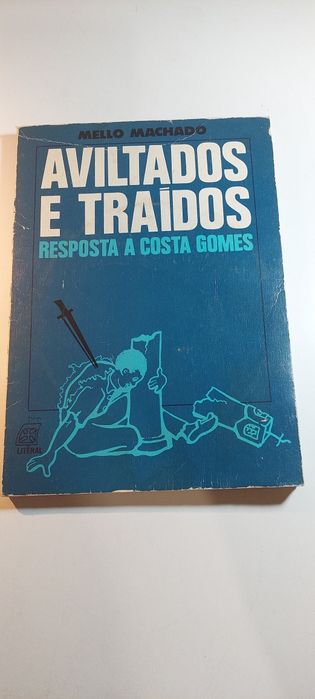 MELLO MACHADO
AVILTADOS
E TRAÍDOS
RESPOSTA A COSTA GOMES
LITERAL